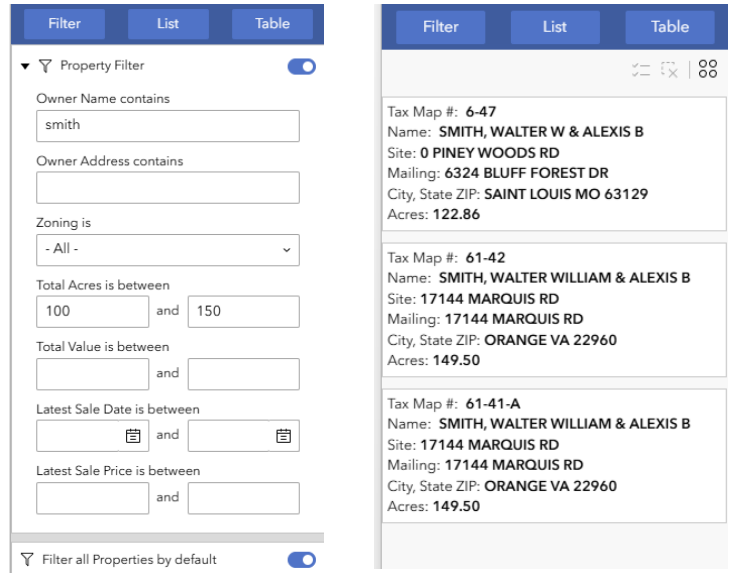 Filter List Table
Property Filter
Owner Name contains
smith
Owner Address contains
Zoning is
- All -
Total Acres is between
100 and 150
Total Value is between
and
Latest Sale Date is between
and
Latest Sale Price is between
and
Filter all Properties by default
Filter List Table
Tax Map #: 6-47
Name: SMITH, WALTER W & ALEXIS B
Site: 0 PINEY WOODS RD
Mailing: 6324 BLUFF FOREST DR
City, State ZIP: SAINT LOUIS MO 63129
Acres: 122.86
Tax Map #: 61-42
Name: SMITH, WALTER WILLIAM & ALEXIS B
Site: 17144 MARQUIS RD
Mailing: 17144 MARQUIS RD
City, State ZIP: ORANGE VA 22960
Acres: 149.50
Tax Map #: 61-41-A
Name: SMITH, WALTER WILLIAM & ALEXIS B
Site: 17144 MARQUIS RD
Mailing: 17144 MARQUIS RD
City, State ZIP: ORANGE VA 22960
Acres: 149.50